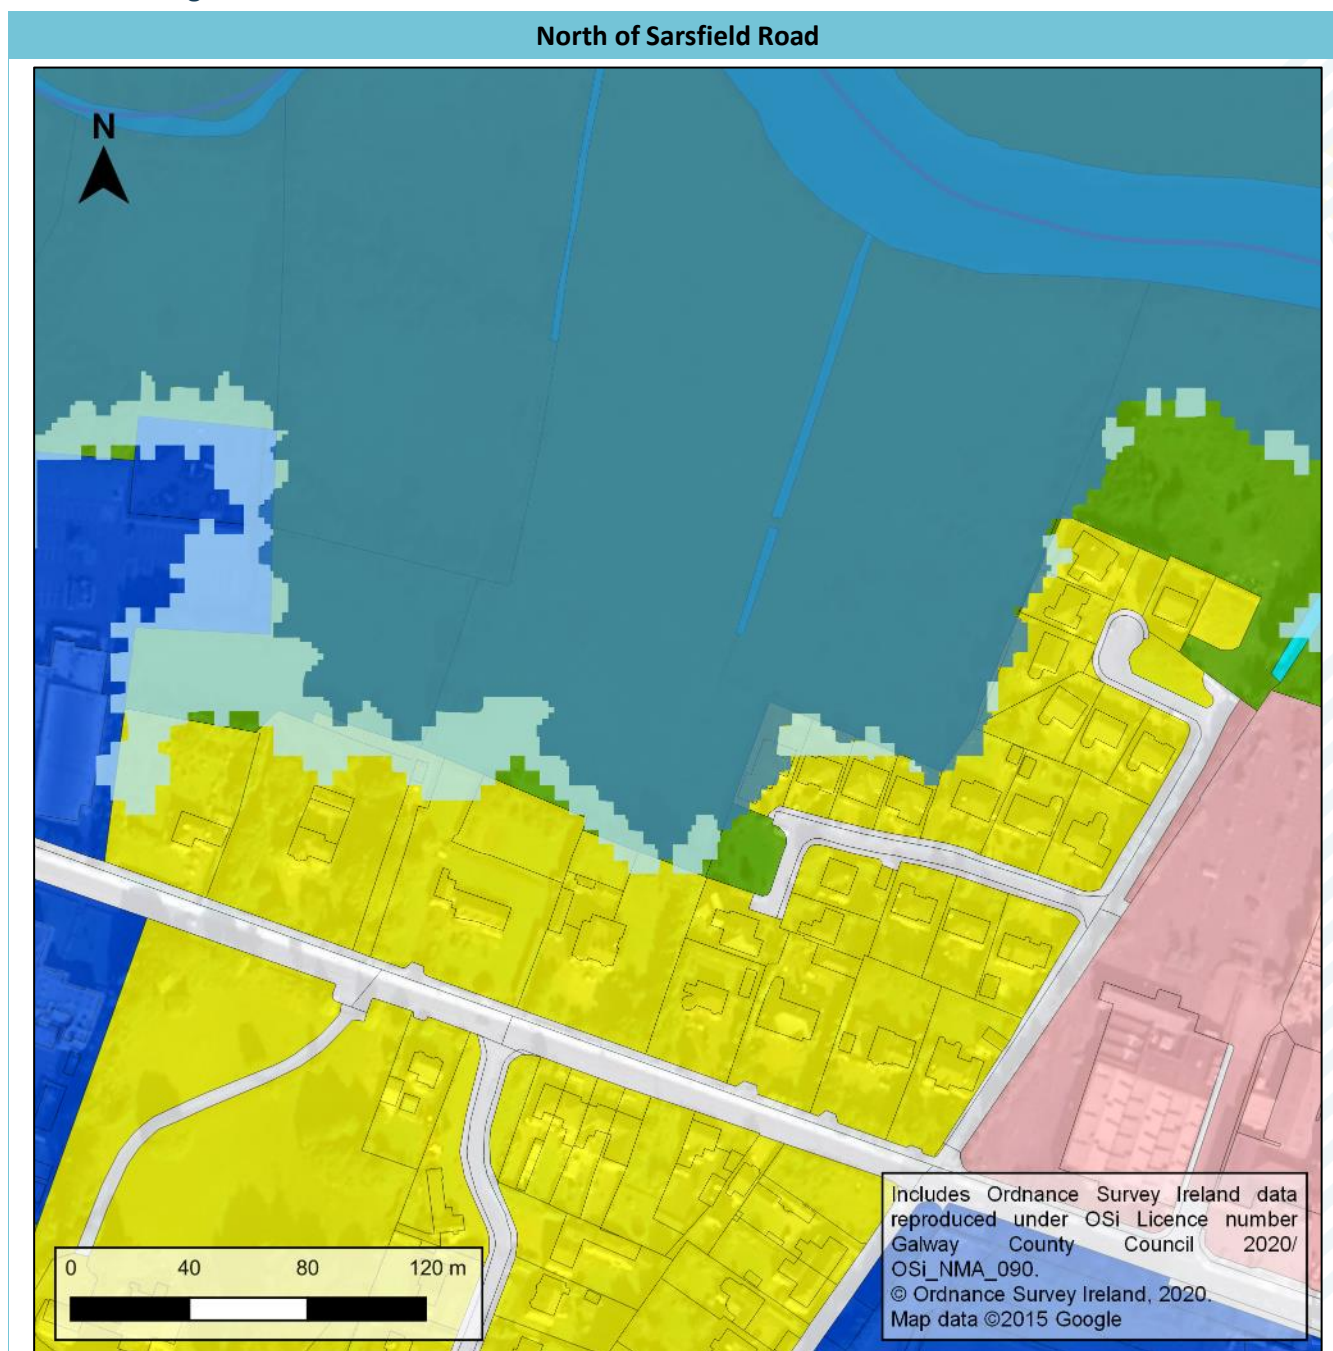 North of Sarsfield Road
N
0 40 80 120 m
Includes Ordnance Survey Ireland data
reproduced under OSi Licence number
Galway County Council 2020/
OSi_NMA_090.
© Ordnance Survey Ireland, 2020.
Map data ©2015 Google